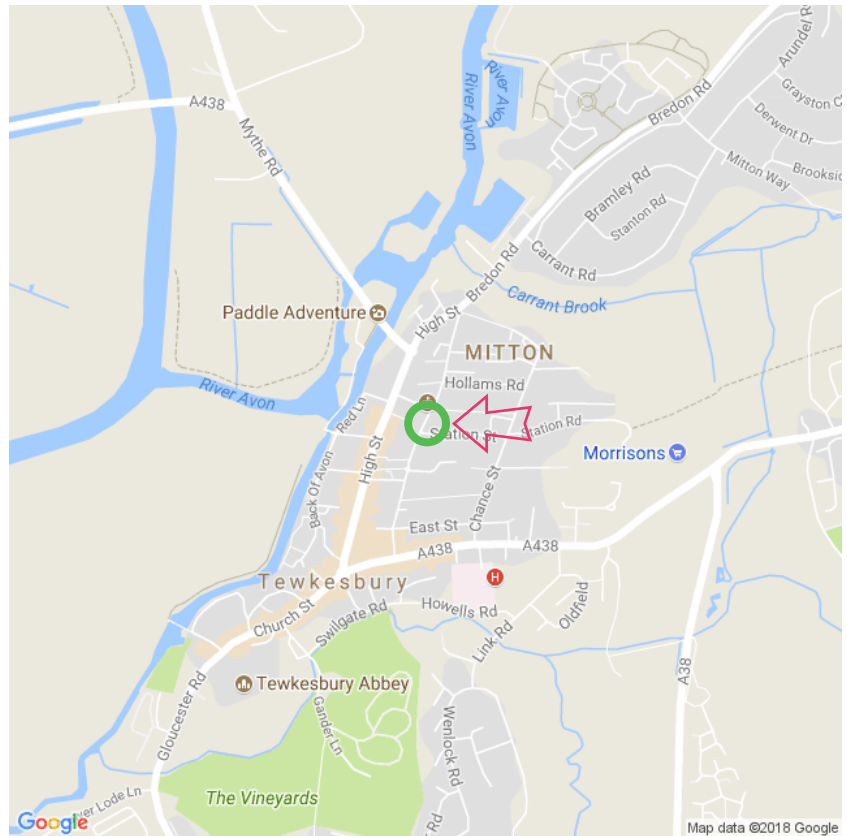 A438
Mythe Rd
River Avon
River Avon
Bredon Rd
Arundel Rd
Derwent Dr
Mitton Way
Bramley Rd
Stanton Rd
Carrant Rd
Bredon Rd
Carrant Brook
Paddle Adventure
High St
MITTON
Hollams Rd
River Avon
Red Ln
High St
Station St
Station Rd
Morrisons
Back Of Avon
Chance St
East St
A438
A438
Tewkesbury
H
Howells Rd
Oldfield
Church St
Swilgate Rd
Link Rd
A38
Tewkesbury Abbey
Gloucester Rd
Gander Ln
Wenlock Rd
The Vineyards
Google
Map data ©2018 Google